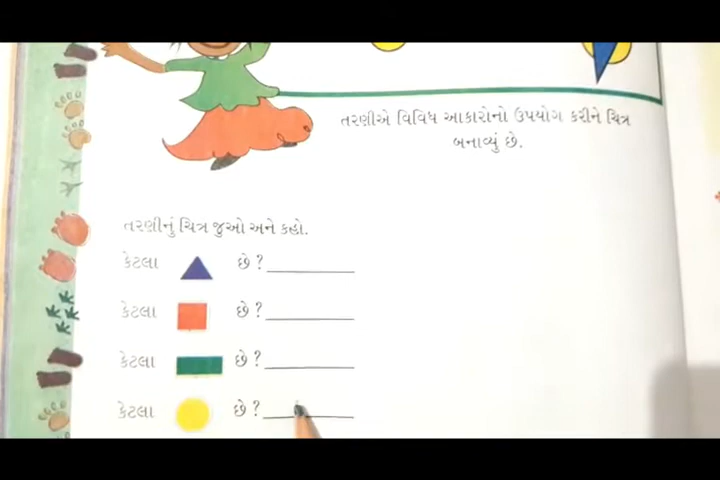 તરણીએ વિવિધ આકારોનો ઉપયોગ કરીને ચિત્ર
બનાવ્યું છે.
તરણીનું ચિત્ર જુઓ અને કહો.
કેટલા છે ?
કેટલા છે ?
કેટલા છે ?
કેટલા છે ?